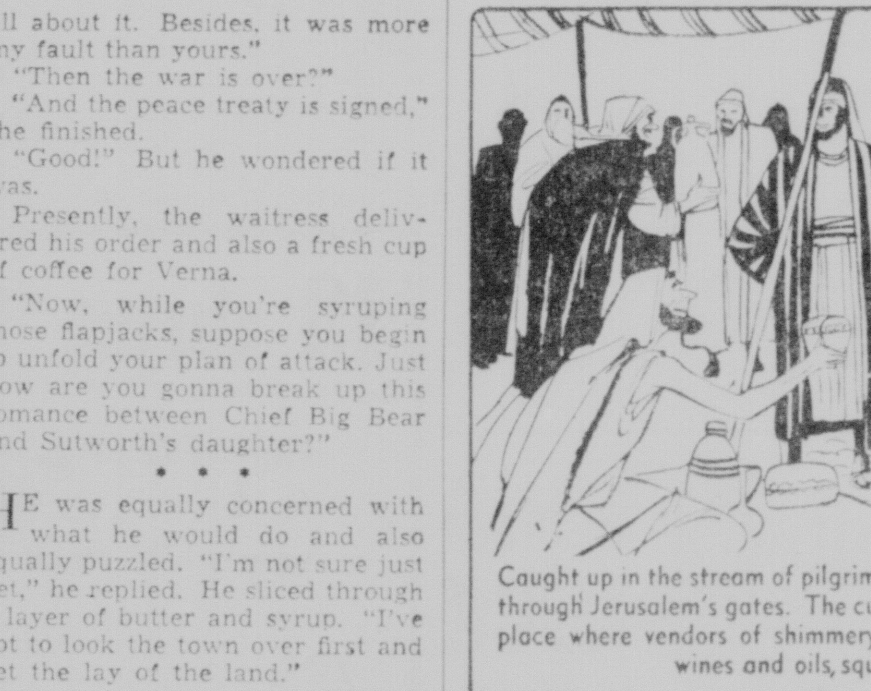 ll about it. Besides, it was more
ny fault than yours."
"Then the war is over?"
"And the peace treaty is signed,"
he finished.
"Good!" But he wondered if it
vas.
Presently, the waitress deliv-
red his order and also a fresh cup
f coffee for Verna.
"Now, while you're syruping
hose flapjacks, suppose you begin
o unfold your plan of attack. Just
ow are you gonna break up this
omance between Chief Big Bear
nd Sutworth's daughter?"
* * *
HE was equally concerned with
what he would do and also
qually puzzled. "I'm not sure just
et," he replied. He sliced through
layer of butter and syrup. "I've
ot to look the town over first and
et the lay of the land."
Caught up in the stream of pilgrim
through Jerusalem's gates. The cu
place where vendors of shimmery
wines and oils, squ